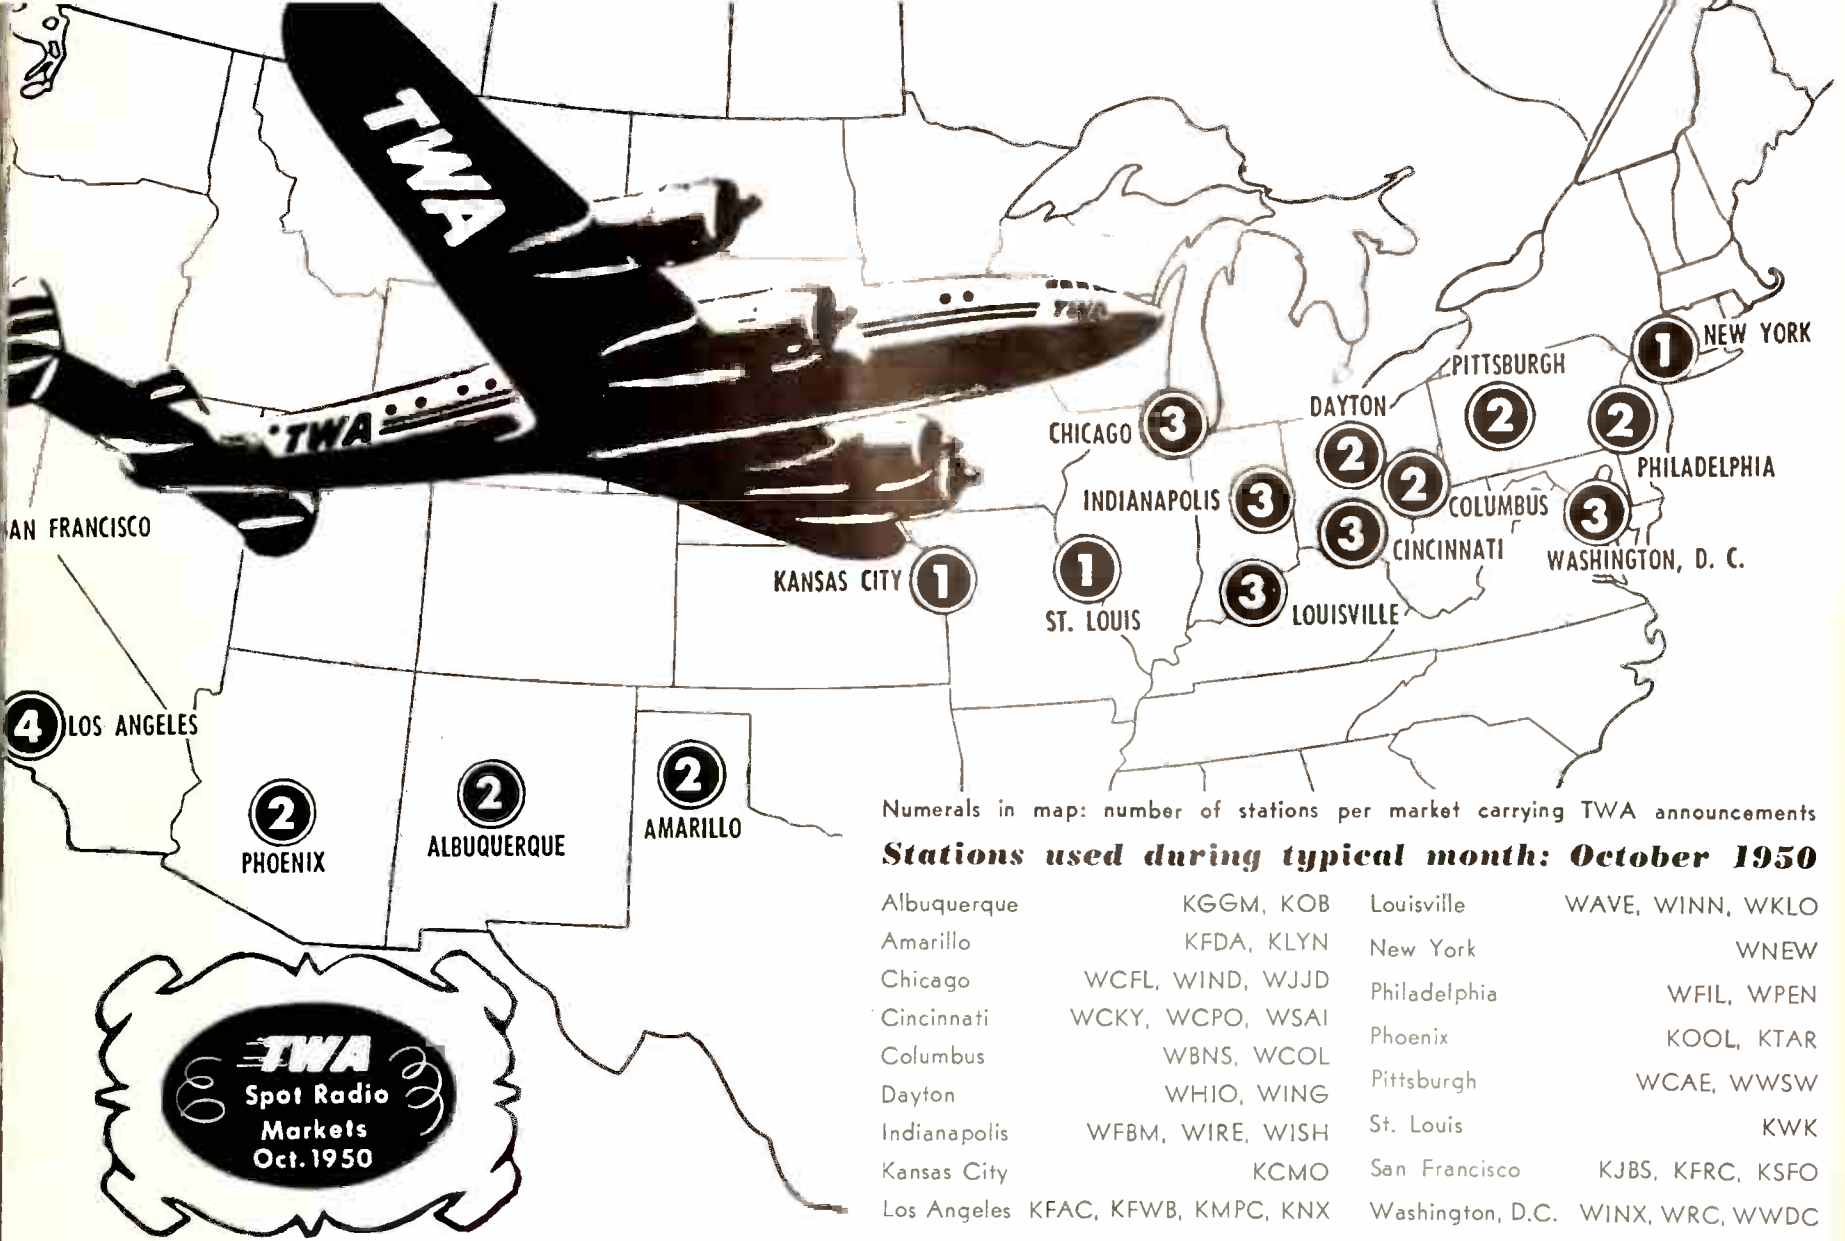 TWA
TWA
TWA
NEW YORK
1
PITTSBURGH
2
DAYTON
2
2
PHILADELPHIA
CHICAGO
3
2
COLUMBUS
INDIANAPOLIS
3
3
CINCINNATI
3
WASHINGTON, D. C.
AN FRANCISCO
KANSAS CITY
1
1
ST. LOUIS
3
LOUISVILLE
4
LOS ANGELES
2
PHOENIX
2
ALBUQUERQUE
2
AMARILLO
Numerals in map: number of stations per market carrying TWA announcements
Stations used during typical month: October 1950
Albuquerque KGGM, KOB
Amarillo KFDA, KLYN
Chicago WCFL, WIND, WJJD
Cincinnati WCKY, WCPO, WSAI
Columbus WBNS, WCOL
Dayton WHIO, WING
Indianapolis WFBM, WIRE, WISH
Kansas City KCMO
Los Angeles KFAC, KFWB, KMPC, KNX
Louisville WAVE, WINN, WKLO
New York WNEW
Philadelphia WFIL, WPEN
Phoenix KOOL, KTAR
Pittsburgh WCAE, WWSW
St. Louis KWK
San Francisco KJBS, KFRC, KSFO
Washington, D.C. WINX, WRC, WWDC
TWA
Spot Radio
Markets
Oct. 1950